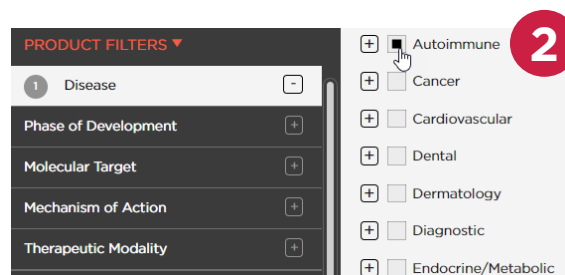 PRODUCT FILTERS ▼
1 Disease -
Phase of Development +
Molecular Target +
Mechanism of Action +
Therapeutic Modality +
+ Autoimmune
2
+ Cancer
+ Cardiovascular
+ Dental
+ Dermatology
+ Diagnostic
+ Endocrine/Metabolic